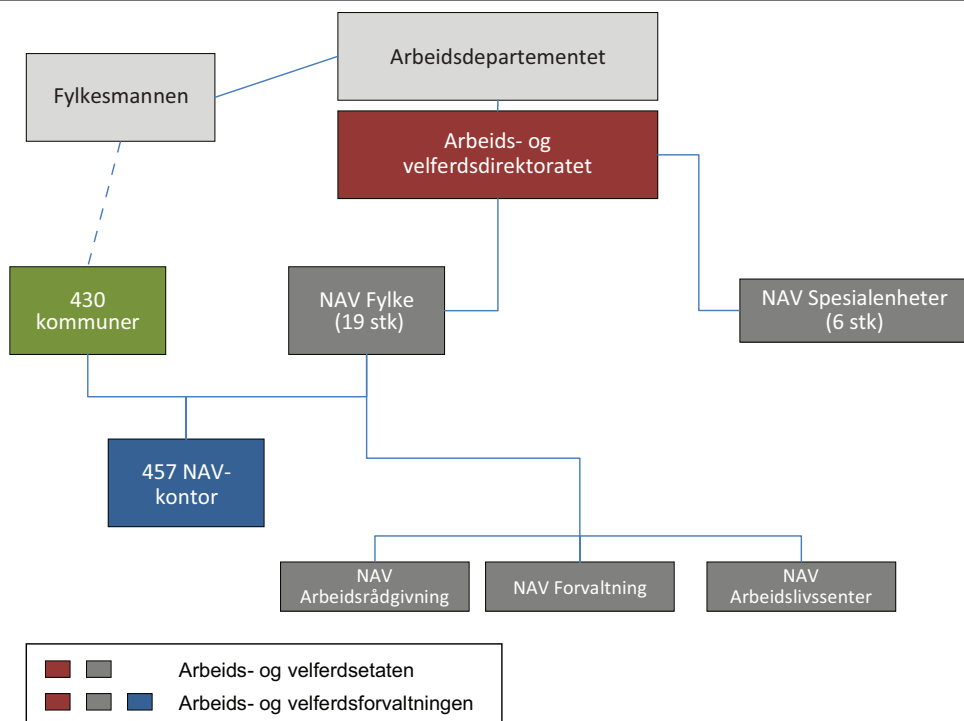 Arbeidsdepartementet
Fylkesmannen
Arbeids- og
velferdsdirektoratet
430
kommuner
NAV Fylke
(19 stk)
NAV Spesialenheter
(6 stk)
457 NAV-
kontor
NAV
Arbeidsrådgivning
NAV Forvaltning
NAV
Arbeidslivssenter
Arbeids- og velferdsetaten
Arbeids- og velferdsforvaltningen